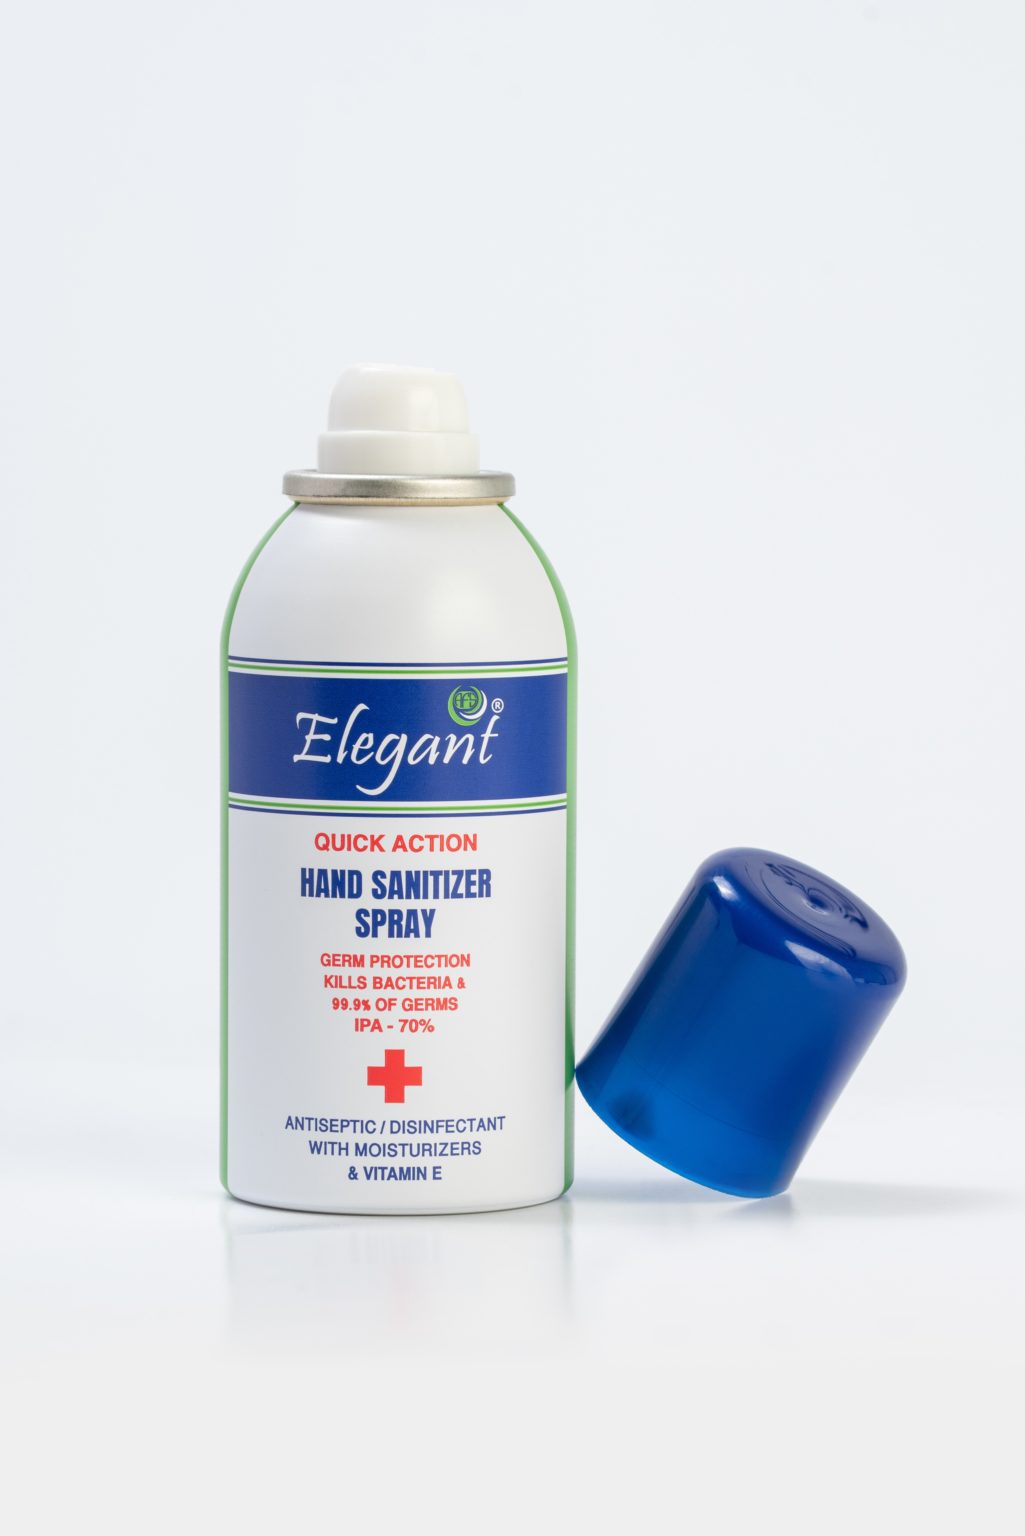 Elegant®
QUICK ACTION
HAND SANITIZER
SPRAY
GERM PROTECTION
KILLS BACTERIA &
99.9% OF GERMS
IPA - 70%
ANTISEPTIC / DISINFECTANT
WITH MOISTURIZERS
& VITAMIN E